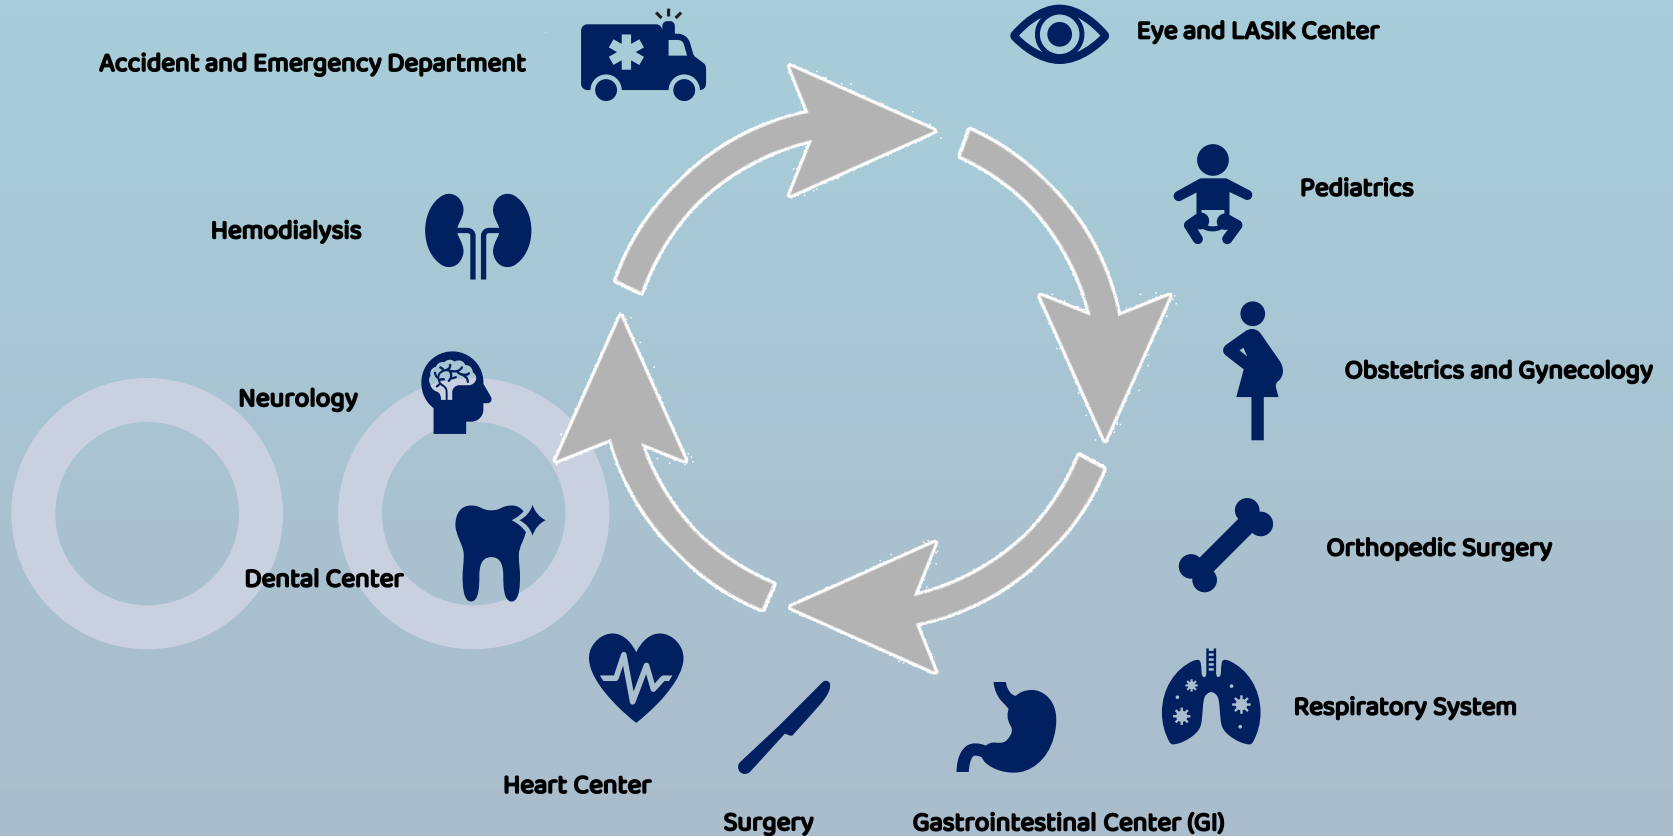 Accident and Emergency Department
Eye and LASIK Center
Pediatrics
Hemodialysis
Obstetrics and Gynecology
Neurology
Orthopedic Surgery
Dental Center
Respiratory System
Heart Center
Surgery
Gastrointestinal Center (GI)